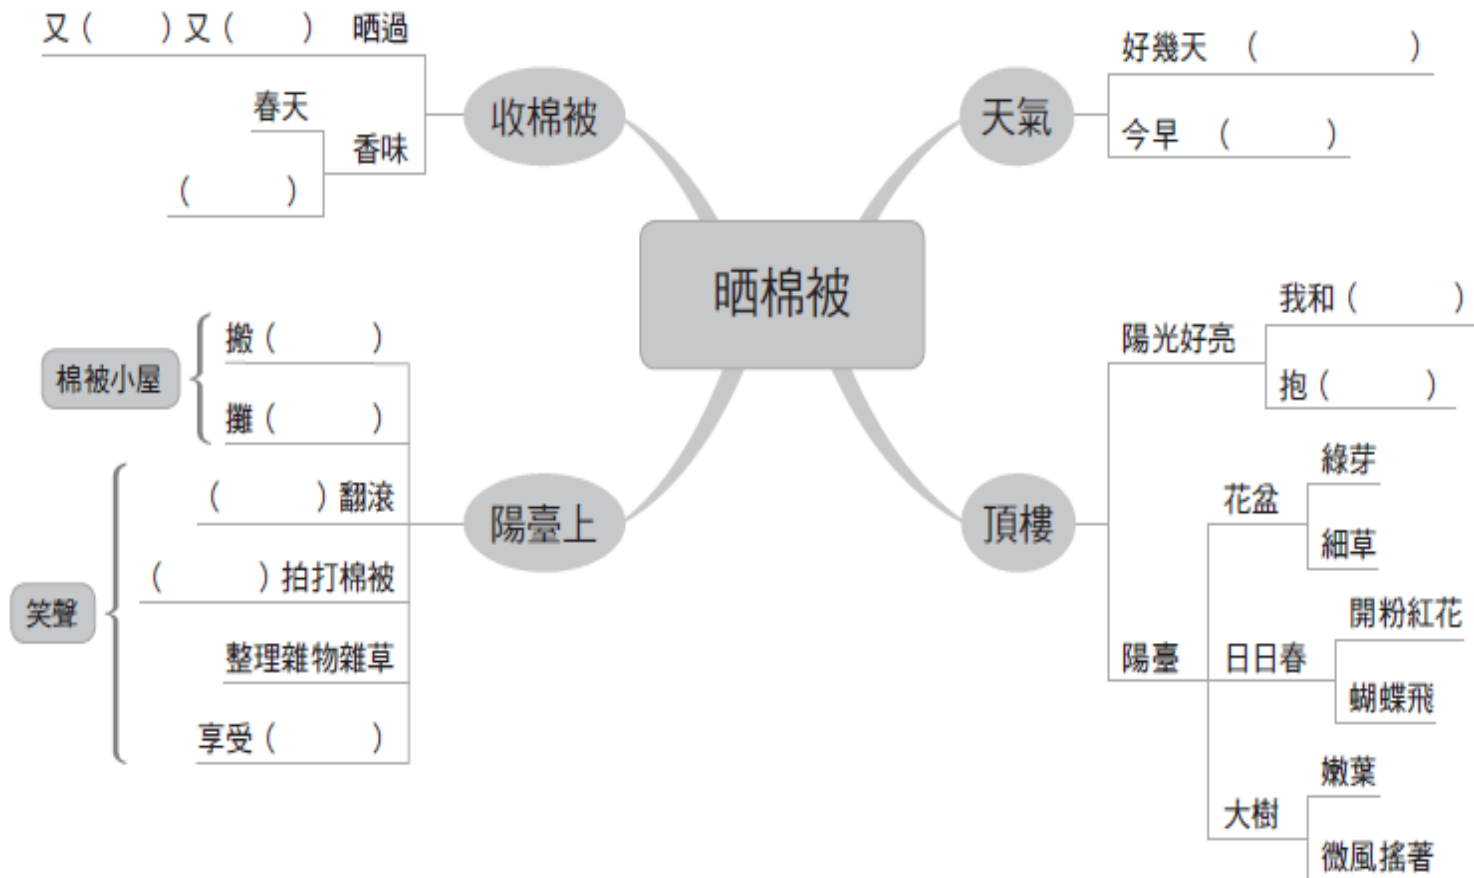 晒棉被
天氣
好幾天 ( )
今早 ( )
頂樓
陽光好亮
我和 ( )
抱 ( )
陽臺
花盆
綠芽
細草
日日春
開粉紅花
蝴蝶飛
大樹
嫩葉
微風搖著
陽臺上
棉被小屋
搬 ( )
攤 ( )
笑聲
( ) 翻滾
( ) 拍打棉被
整理雜物雜草
享受 ( )
收棉被
又 ( ) 又 ( ) 晒過
香味
春天
( )